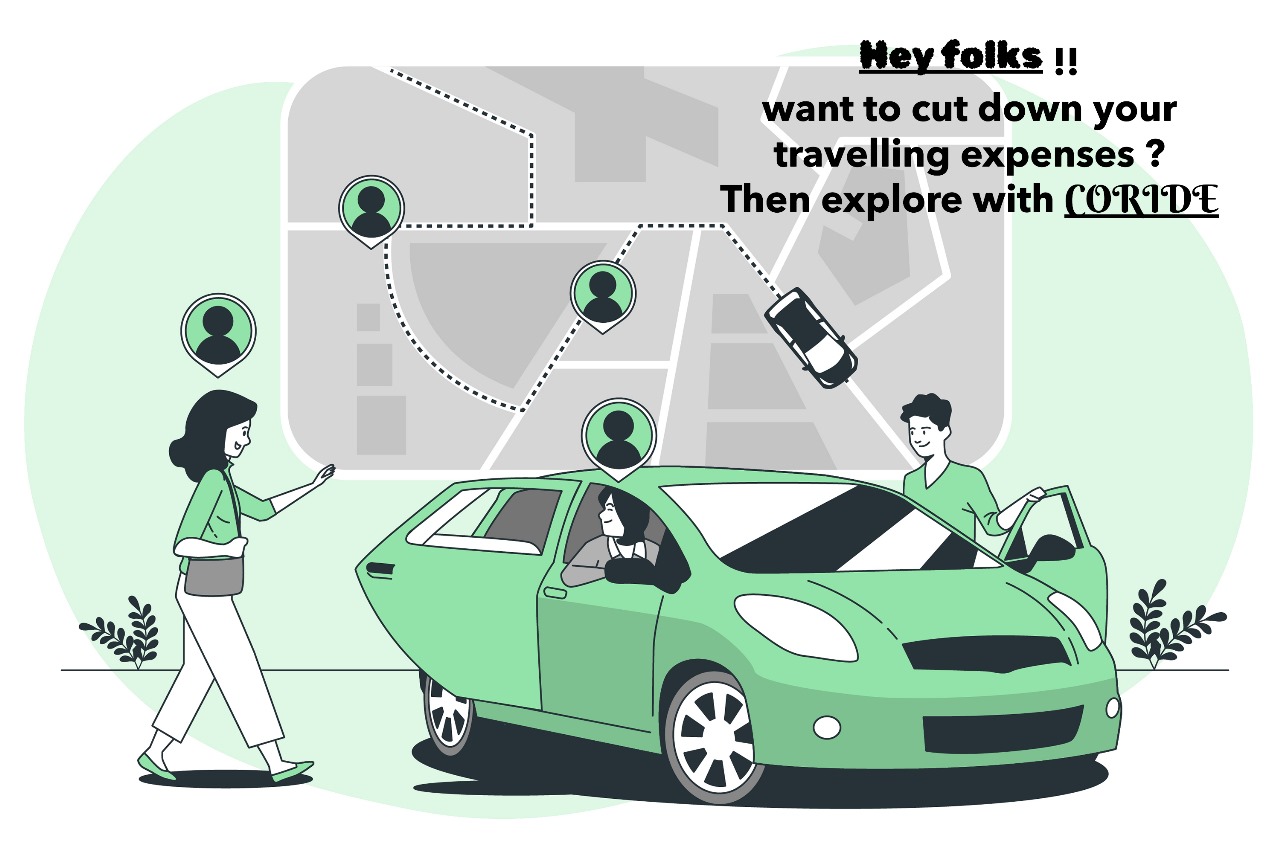 Hey folks !!
want to cut down your
travelling expenses ?
Then explore with CORIDE